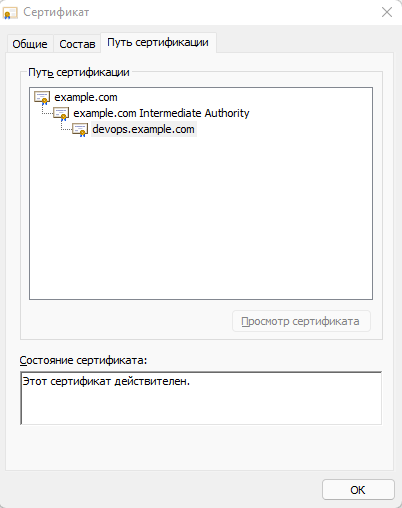 Сертификат
Общие Состав Путь сертификации
Путь сертификации
example.com
example.com Intermediate Authority
devops.example.com
Просмотр сертификата
Состояние сертификата:
Этот сертификат действителен.
ОК